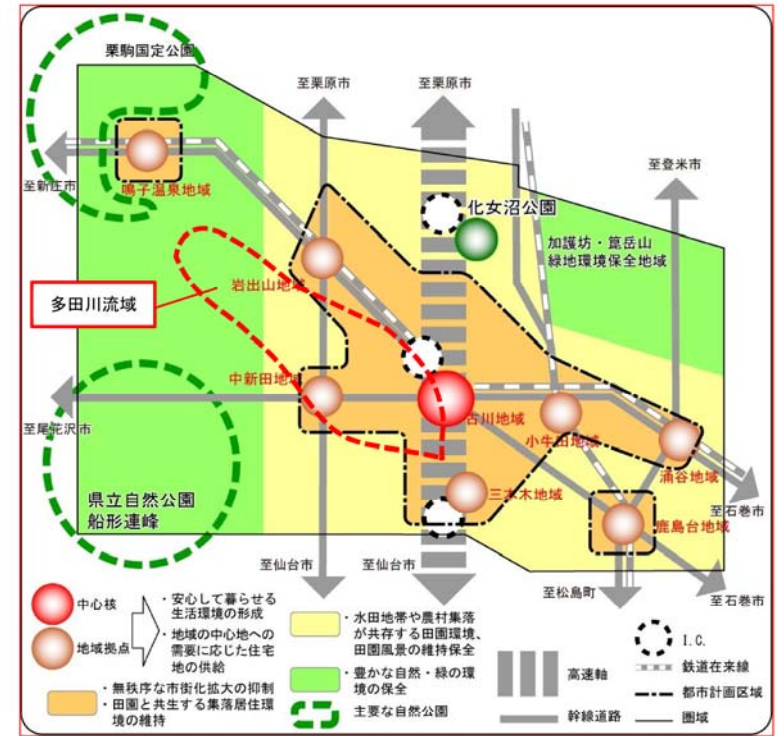 栗駒国定公園
至栗原市
至栗原市
至登米市
至新庄市
鳴子温泉地域
化女沼公園
加護坊・箟岳山
緑地環境保全地域
多田川流域
岩出山地域
中新田地域
古川地域
小牛田地域
涌谷地域
至尾花沢市
県立自然公園
船形連峰
三本木地域
鹿島台地域
至石巻市
至仙台市
至仙台市
至松島町
至石巻市
中心核
地域拠点
・安心して暮らせる
生活環境の形成
・地域の中心地への
需要に応じた住宅
地の供給
・無秩序な市街化拡大の抑制
・田園と共生する集落居住環
境の維持
・水田地帯や農村集落
が共存する田園環境、
田園風景の維持保全
・豊かな自然・緑の環
境の保全
主要な自然公園
高速軸
幹線道路
I.C.
鉄道在来線
都市計画区域
圏域